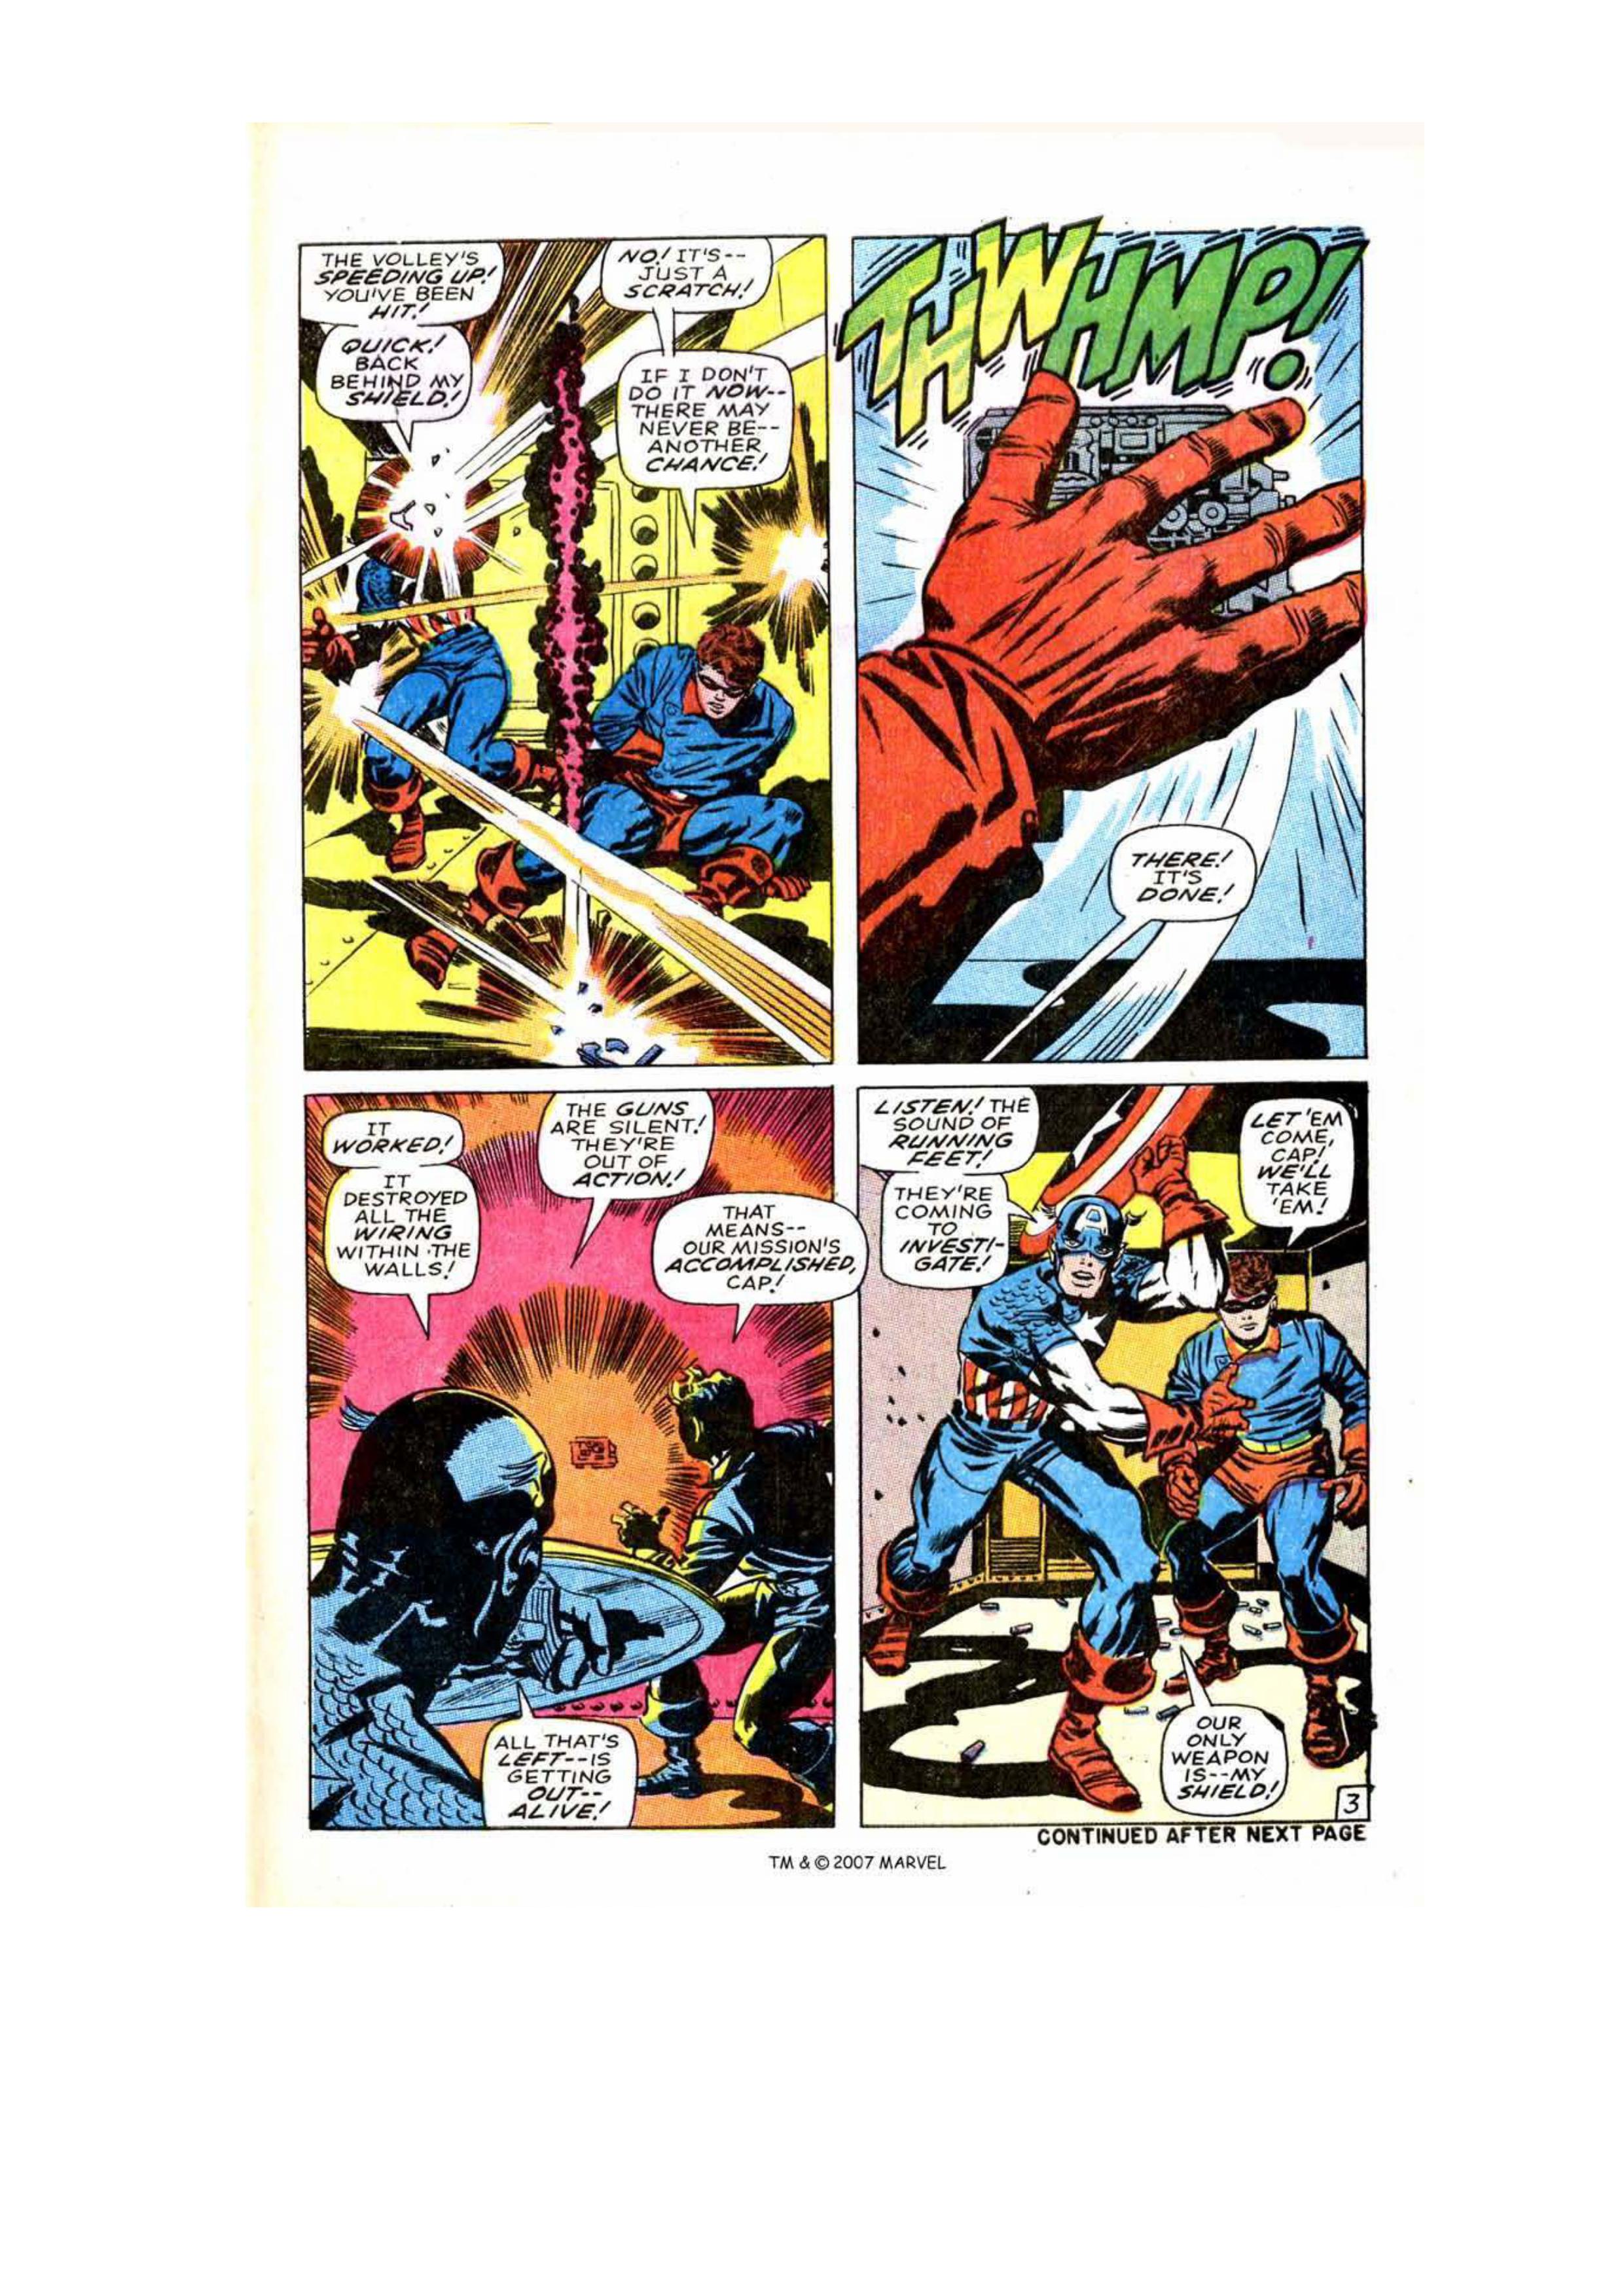 THE VOLLEY'S
SPEEDING UP!
YOU'VE BEEN
HIT!
QUICK!
BACK
BEHIND MY
SHIELD!
NO! IT'S--
JUST A
SCRATCH!
IF I DON'T
DO IT NOW--
THERE MAY
NEVER BE--
ANOTHER
CHANCE!
THWHMP!
THERE!
IT'S
DONE!
IT
WORKED!
IT
DESTROYED
ALL THE
WIRING
WITHIN THE
WALLS!
THE GUNS
ARE SILENT!
THEY'RE
OUT OF
ACTION!
THAT
MEANS--
OUR MISSION'S
ACCOMPLISHED,
CAP!
ALL THAT'S
LEFT--IS
GETTING
OUT--
ALIVE!
LISTEN! THE
SOUND OF
RUNNING
FEET!
THEY'RE
COMING
TO
INVESTI-
GATE!
LET 'EM
COME,
CAP!
WE'LL
TAKE
'EM!
OUR
ONLY
WEAPON
IS--MY
SHIELD!
3
CONTINUED AFTER NEXT PAGE
TM & © 2007 MARVEL